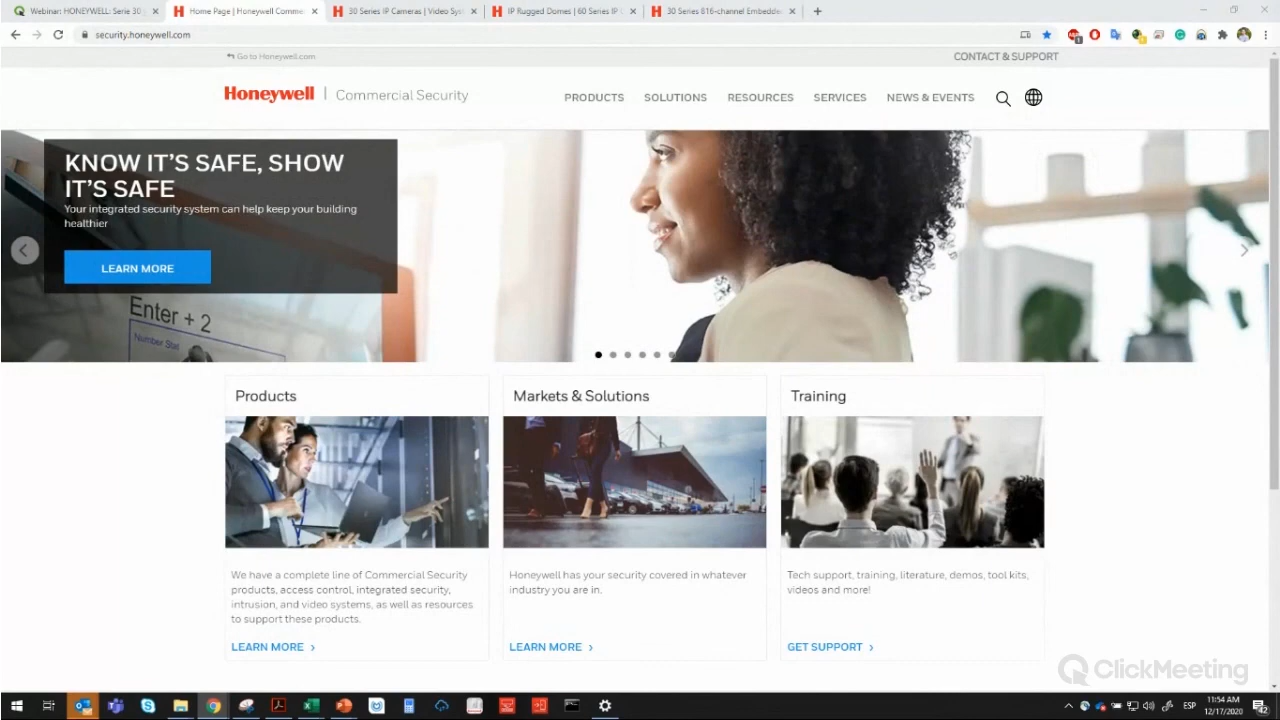 Webinar: HONEYWELL: Serie 30 y
Home Page | Honeywell Comme
30 Series IP Cameras | Video Sys
IP Rugged Domes | 60 Series IP
30 Series 816-channel Embedde
security.honeywell.com
Go to Honeywell.com
CONTACT & SUPPORT
Honeywell | Commercial Security
PRODUCTS
SOLUTIONS
RESOURCES
SERVICES
NEWS & EVENTS
KNOW IT'S SAFE, SHOW
IT'S SAFE
Your integrated security system can help keep your building
healthier
LEARN MORE
Enter + 2
Number Stat
Products
We have a complete line of Commercial Security
products, access control, integrated security,
intrusion, and video systems, as well as resources
to support these products.
LEARN MORE
Markets & Solutions
Honeywell has your security covered in whatever
industry you are in.
LEARN MORE
Training
Tech support, training, literature, demos, tool kits,
videos and more!
GET SUPPORT
ClickMeeting
ESP
11:54 AM
12/17/2020
42